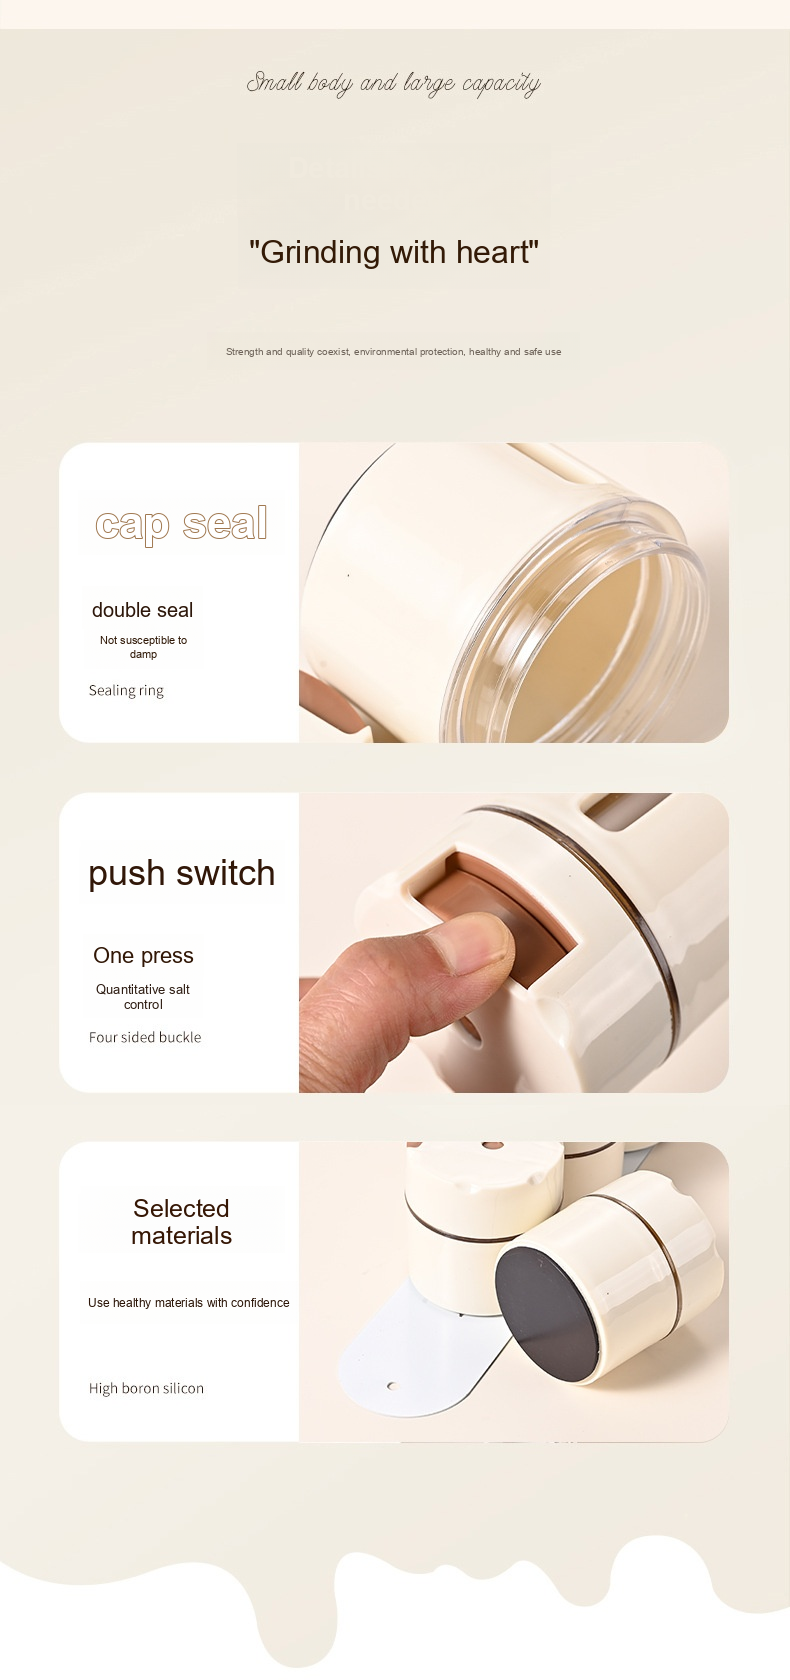 Small body and large capacity
"Grinding with heart"
Strength and quality coexist, environmental protection, healthy and safe use
cap seal
double seal
Not susceptible to
damp
Sealing ring
push switch
One press
Quantitative salt
control
Four sided buckle
Selected
materials
Use healthy materials with confidence
High boron silicon